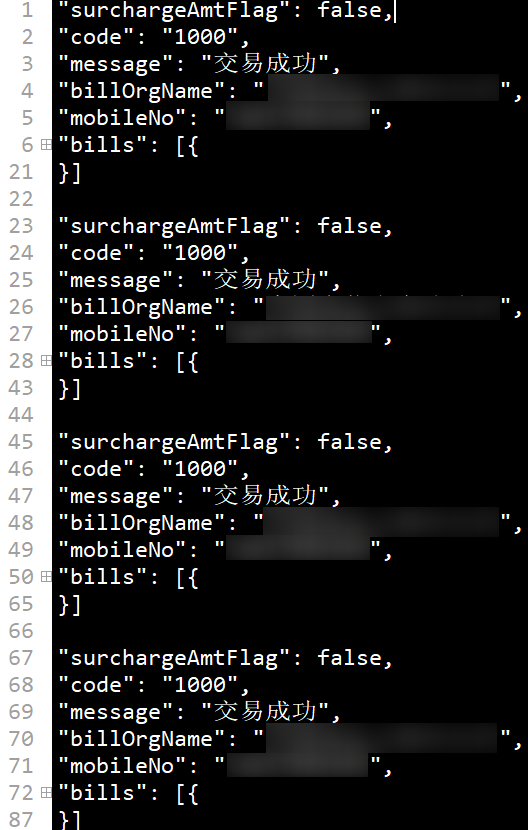 1 "surchargeAmtFlag": false,
2 "code": "1000",
3 "message": "交易成功",
4 "billOrgName": "",
5 "mobileNo": "",
6 "bills": [{
21 }]
22
23 "surchargeAmtFlag": false,
24 "code": "1000",
25 "message": "交易成功",
26 "billOrgName": "",
27 "mobileNo": "",
28 "bills": [{
43 }]
44
45 "surchargeAmtFlag": false,
46 "code": "1000",
47 "message": "交易成功",
48 "billOrgName": "",
49 "mobileNo": "",
50 "bills": [{
65 }]
66
67 "surchargeAmtFlag": false,
68 "code": "1000",
69 "message": "交易成功",
70 "billOrgName": "",
71 "mobileNo": "",
72 "bills": [{
87 }]